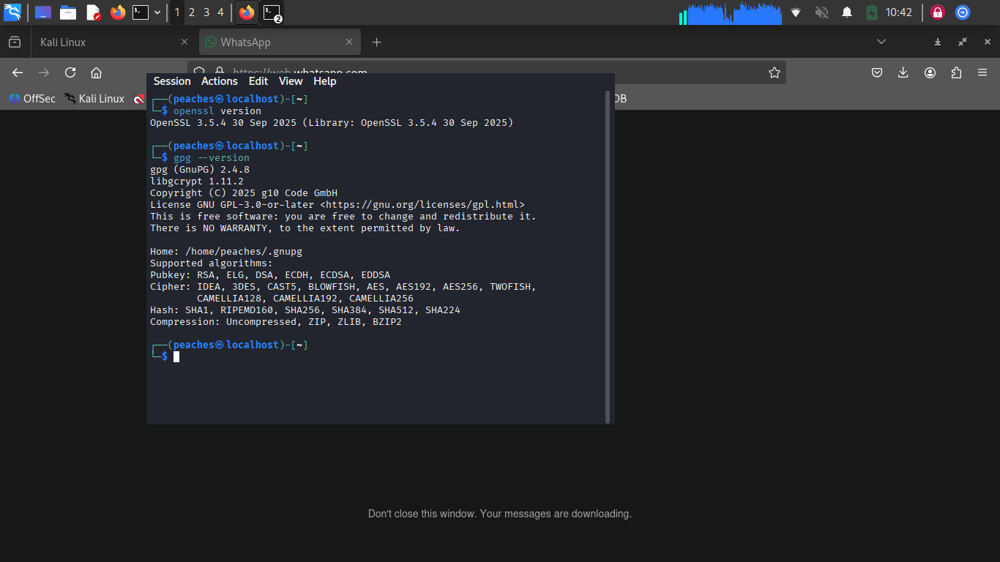 1 2 3 4
2
10:42
Kali Linux
WhatsApp
OffSec
Kali Linux
DB
Session Actions Edit View Help
┌──(peaches㉿localhost)-[~]
└─$ openssl version
OpenSSL 3.5.4 30 Sep 2025 (Library: OpenSSL 3.5.4 30 Sep 2025)
┌──(peaches㉿localhost)-[~]
└─$ gpg --version
gpg (GnuPG) 2.4.8
libgcrypt 1.11.2
Copyright (C) 2025 g10 Code GmbH
License GNU GPL-3.0-or-later <https://gnu.org/licenses/gpl.html>
This is free software: you are free to change and redistribute it.
There is NO WARRANTY, to the extent permitted by law.
Home: /home/peaches/.gnupg
Supported algorithms:
Pubkey: RSA, ELG, DSA, ECDH, ECDSA, EDDSA
Cipher: IDEA, 3DES, CAST5, BLOWFISH, AES, AES192, AES256, TWOFISH,
CAMELLIA128, CAMELLIA192, CAMELLIA256
Hash: SHA1, RIPEMD160, SHA256, SHA384, SHA512, SHA224
Compression: Uncompressed, ZIP, ZLIB, BZIP2
┌──(peaches㉿localhost)-[~]
└─$
Don't close this window. Your messages are downloading.